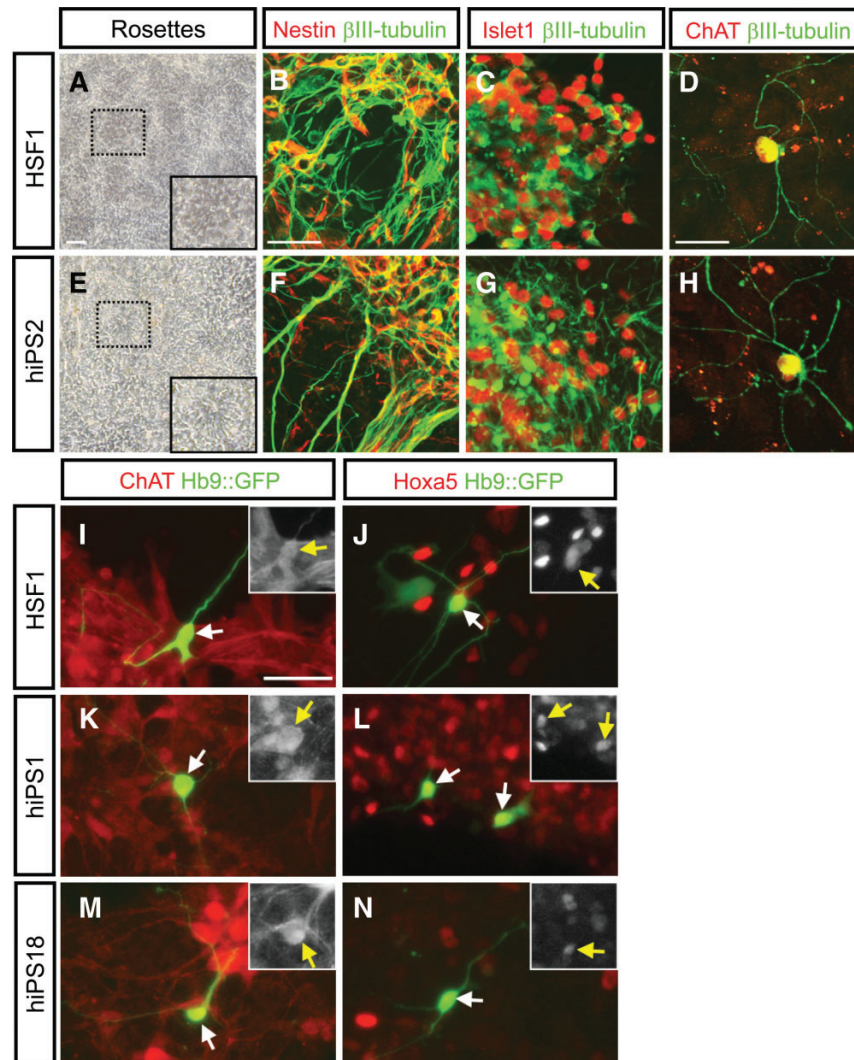 Rosettes
Nestin βIII-tubulin
Islet1 βIII-tubulin
ChAT βIII-tubulin
HSF1
A
B
C
D
hiPS2
E
F
G
H
ChAT Hb9::GFP
Hoxa5 Hb9::GFP
HSF1
I
J
hiPS1
K
L
hiPS18
M
N